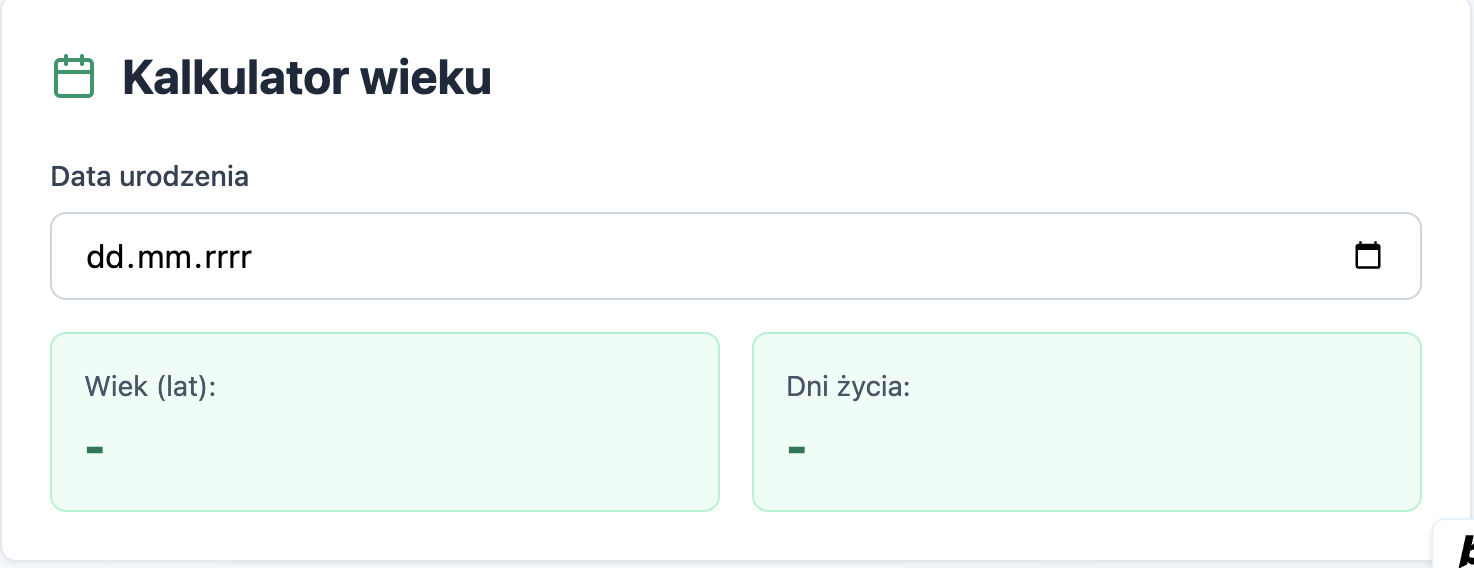 Kalkulator wieku
Data urodzenia
dd.mm.rrrr
Wiek (lat):
-
Dni życia:
-